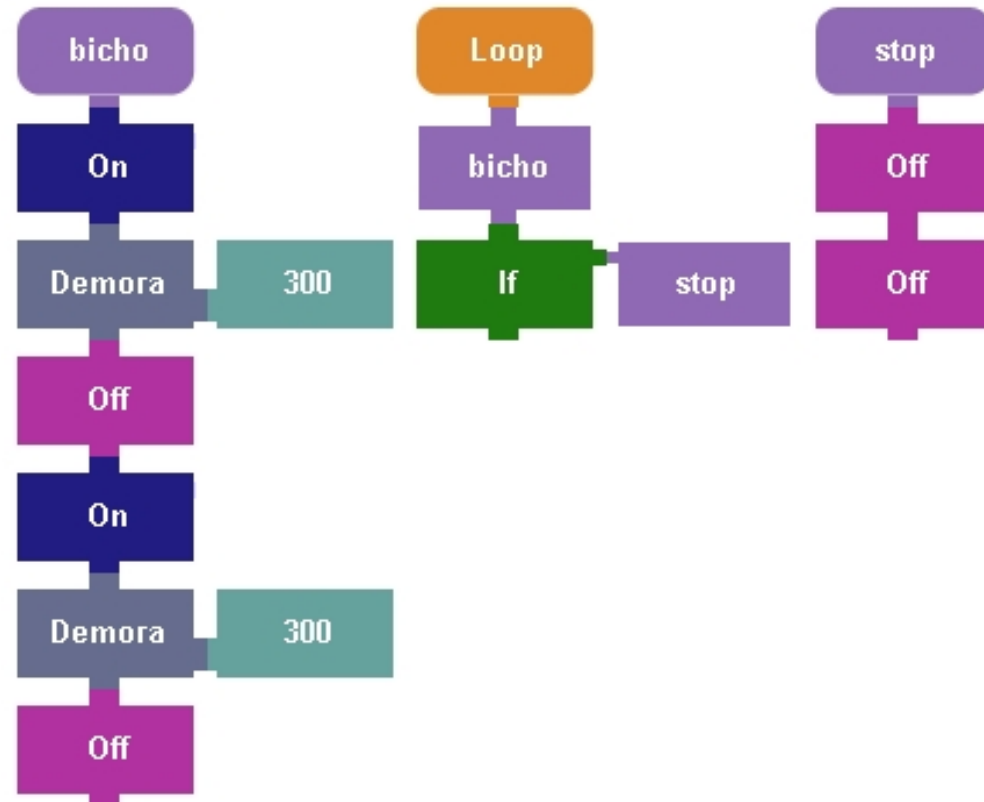 bicho
On
Demora 300
Off
On
Demora 300
Off
Loop
bicho
If stop
stop
Off
Off